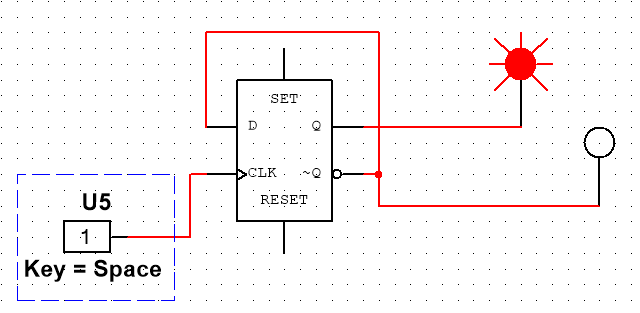 SET
D Q
CLK ~Q
RESET
U5
1
Key = Space